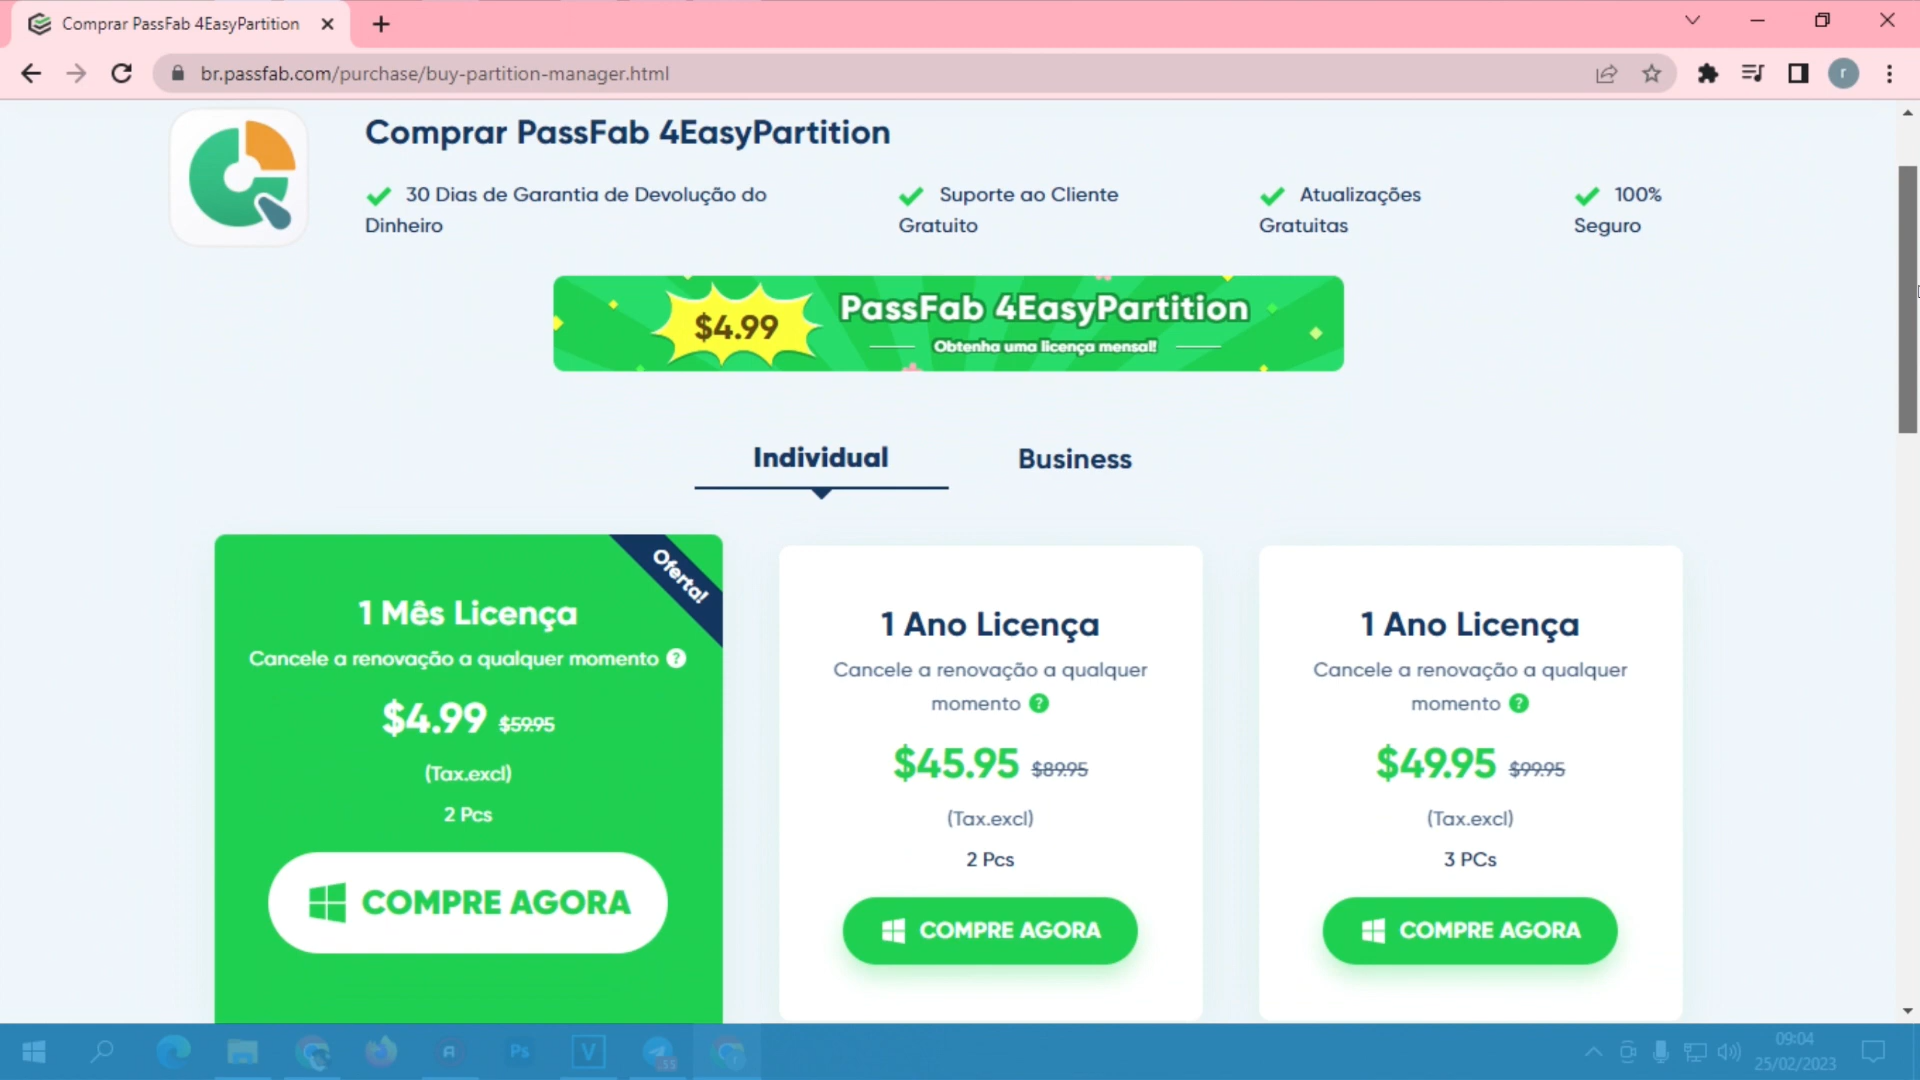 Comprar PassFab 4EasyPartition
br.passfab.com/purchase/buy-partition-manager.html
r
Comprar PassFab 4EasyPartition
30 Dias de Garantia de Devolução do
Dinheiro
Suporte ao Cliente
Gratuito
Atualizações
Gratuitas
100%
Seguro
$4.99
PassFab 4EasyPartition
Obtenha uma licença mensal!
Individual
Business
Oferta!
1 Mês Licença
Cancele a renovação a qualquer momento ?
$4.99 $59.95
(Tax.excl)
2 Pcs
COMPRE AGORA
1 Ano Licença
Cancele a renovação a qualquer
momento ?
$45.95 $89.95
(Tax.excl)
2 Pcs
COMPRE AGORA
1 Ano Licença
Cancele a renovação a qualquer
momento ?
$49.95 $99.95
(Tax.excl)
3 PCs
COMPRE AGORA
A
Ps
V
55
09:04
25/02/2023